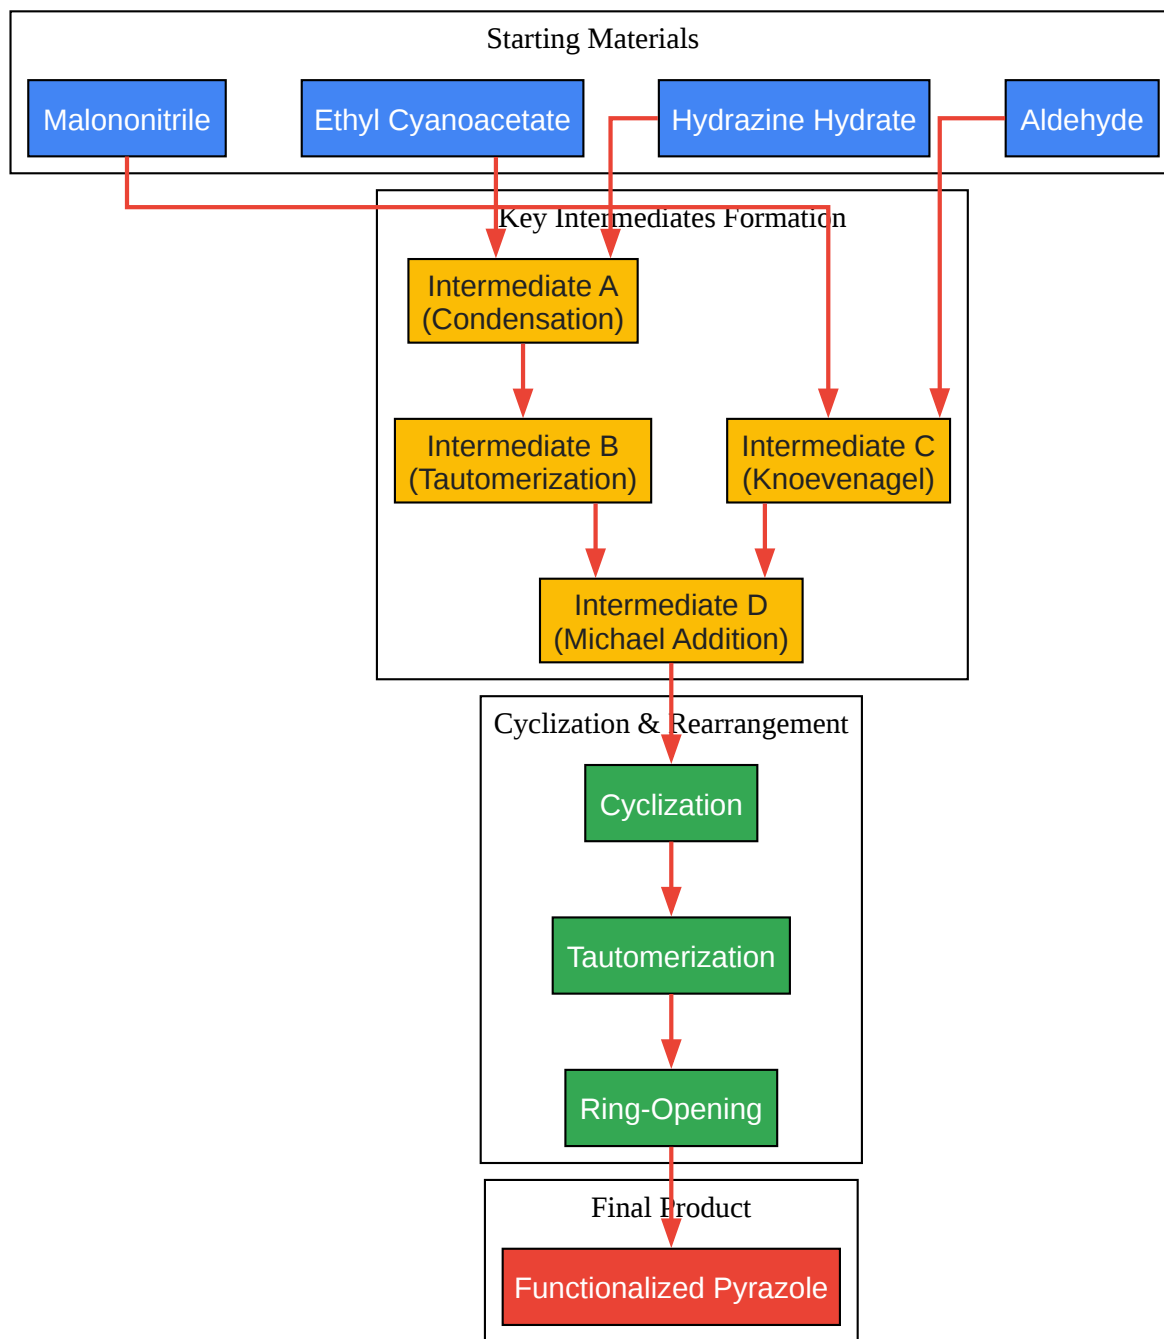 Starting Materials
Malononitrile
Ethyl Cyanoacetate
Hydrazine Hydrate
Aldehyde
Key Intermediates Formation
Intermediate A
(Condensation)
Intermediate B
(Tautomerization)
Intermediate C
(Knoevenagel)
Intermediate D
(Michael Addition)
Cyclization & Rearrangement
Cyclization
Tautomerization
Ring-Opening
Final Product
Functionalized Pyrazole